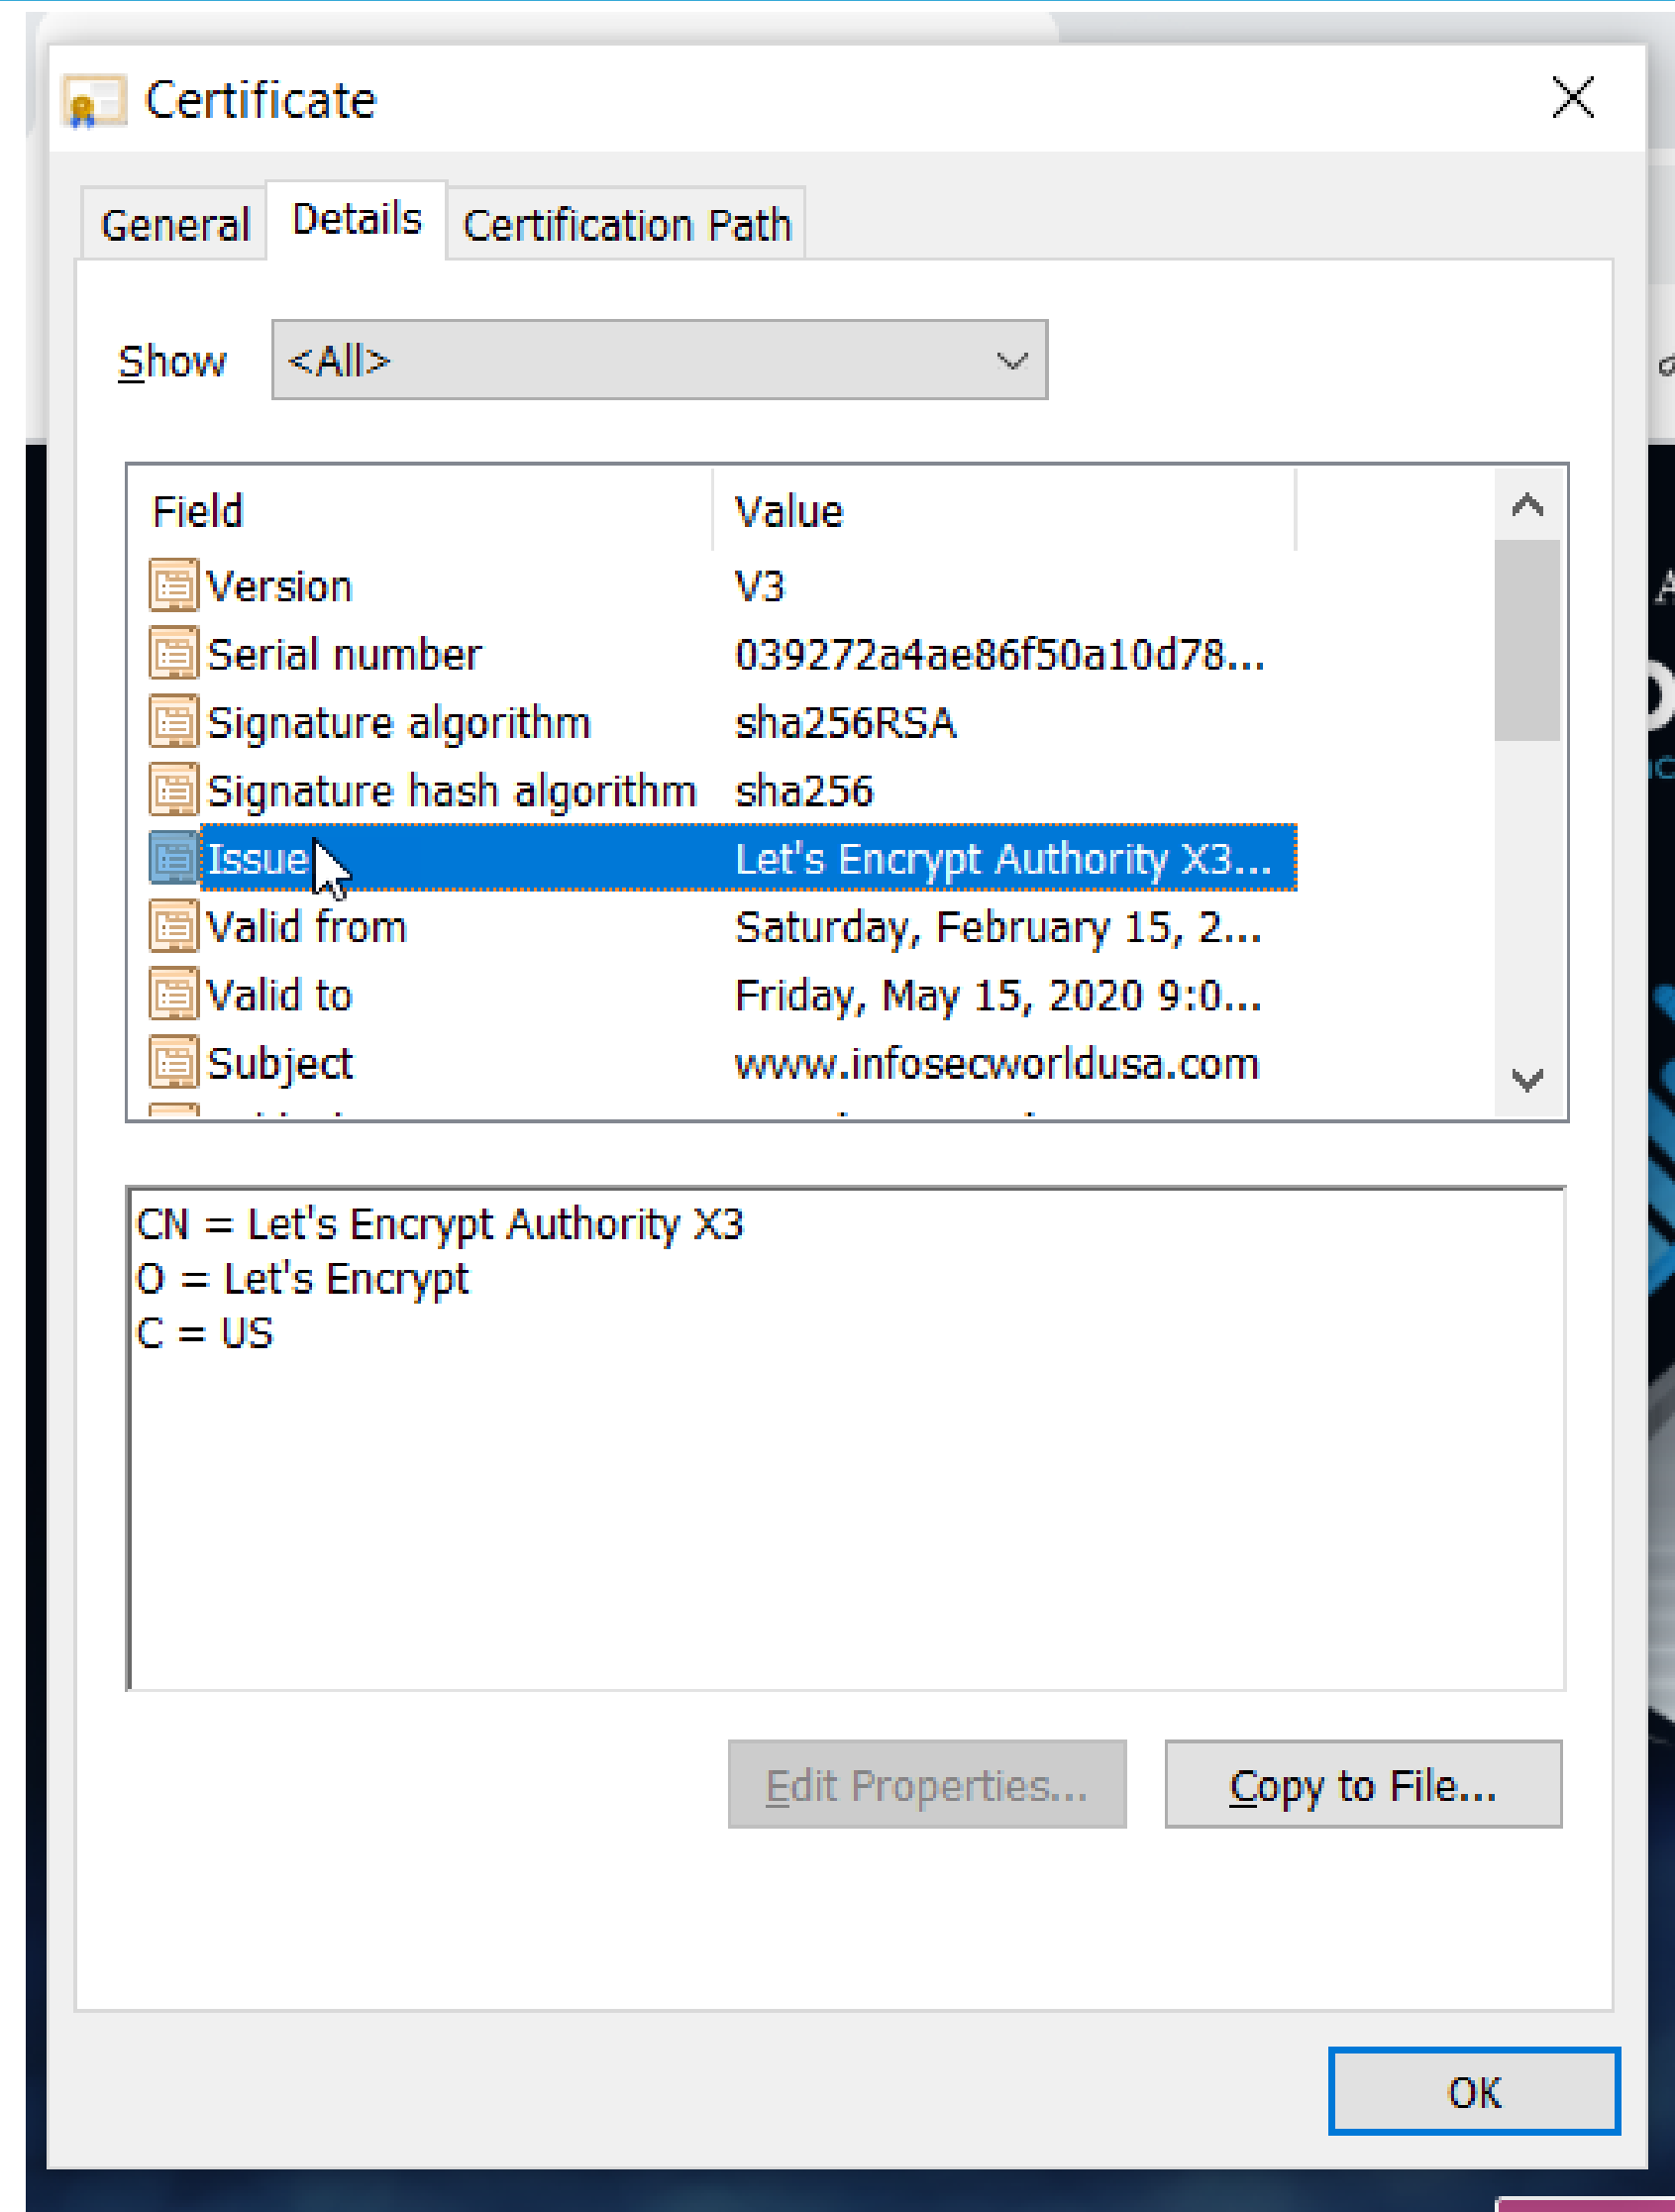 Certificate
General Details Certification Path
Show <All>
Field Value
Version V3
Serial number 039272a4ae86f50a10d78...
Signature algorithm sha256RSA
Signature hash algorithm sha256
Issue Let's Encrypt Authority X3...
Valid from Saturday, February 15, 2...
Valid to Friday, May 15, 2020 9:0...
Subject www.infosecworldusa.com
CN = Let's Encrypt Authority X3
O = Let's Encrypt
C = US
Edit Properties... Copy to File...
OK